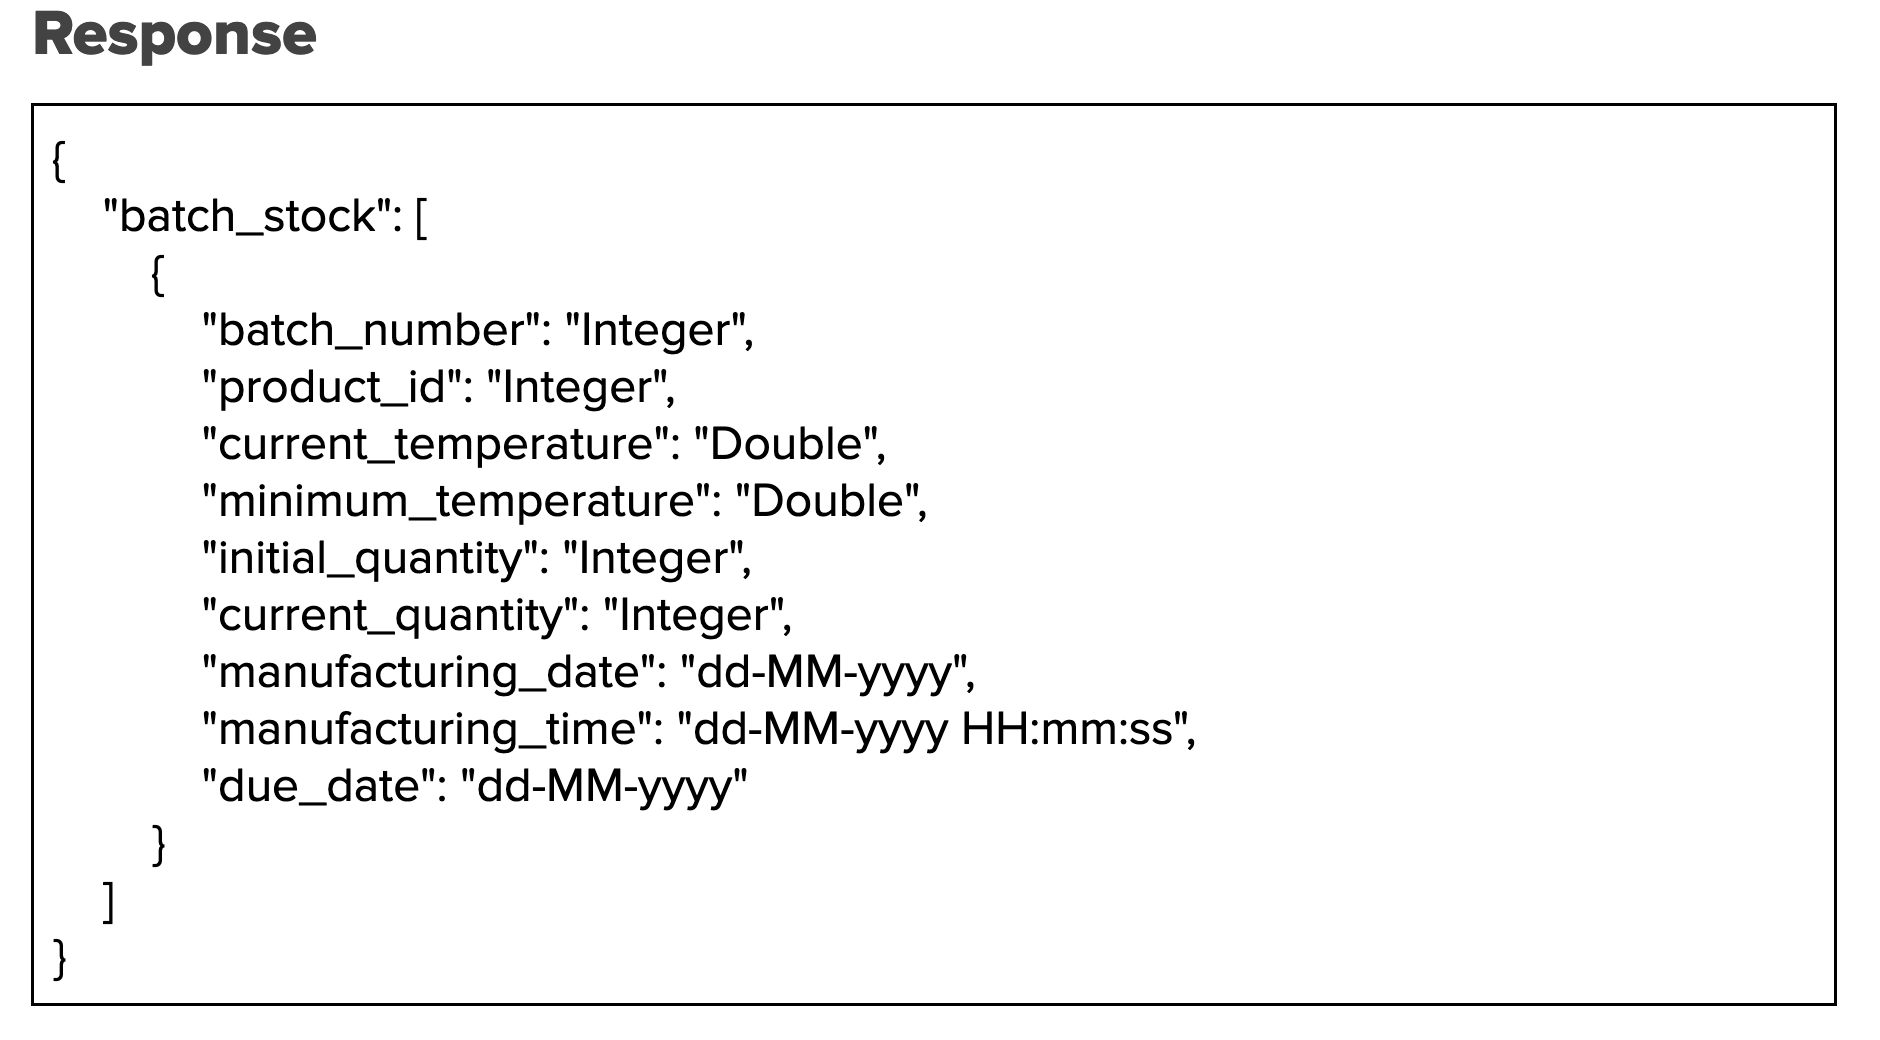 Response
{
"batch_stock": [
{
"batch_number": "Integer",
"product_id": "Integer",
"current_temperature": "Double",
"minimum_temperature": "Double",
"initial_quantity": "Integer",
"current_quantity": "Integer",
"manufacturing_date": "dd-MM-yyyy",
"manufacturing_time": "dd-MM-yyyy HH:mm:ss",
"due_date": "dd-MM-yyyy"
}
]
}